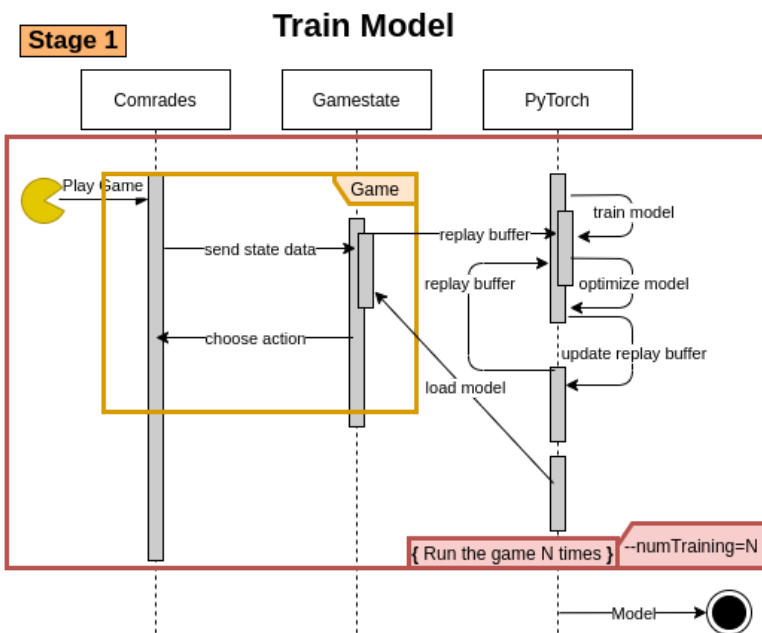 Train Model
Stage 1
Comrades
Gamestate
PyTorch
Play Game
Game
train model
replay buffer
send state data
replay buffer
optimize model
choose action
update replay buffer
load model
{ Run the game N times }
--numTraining=N
Model